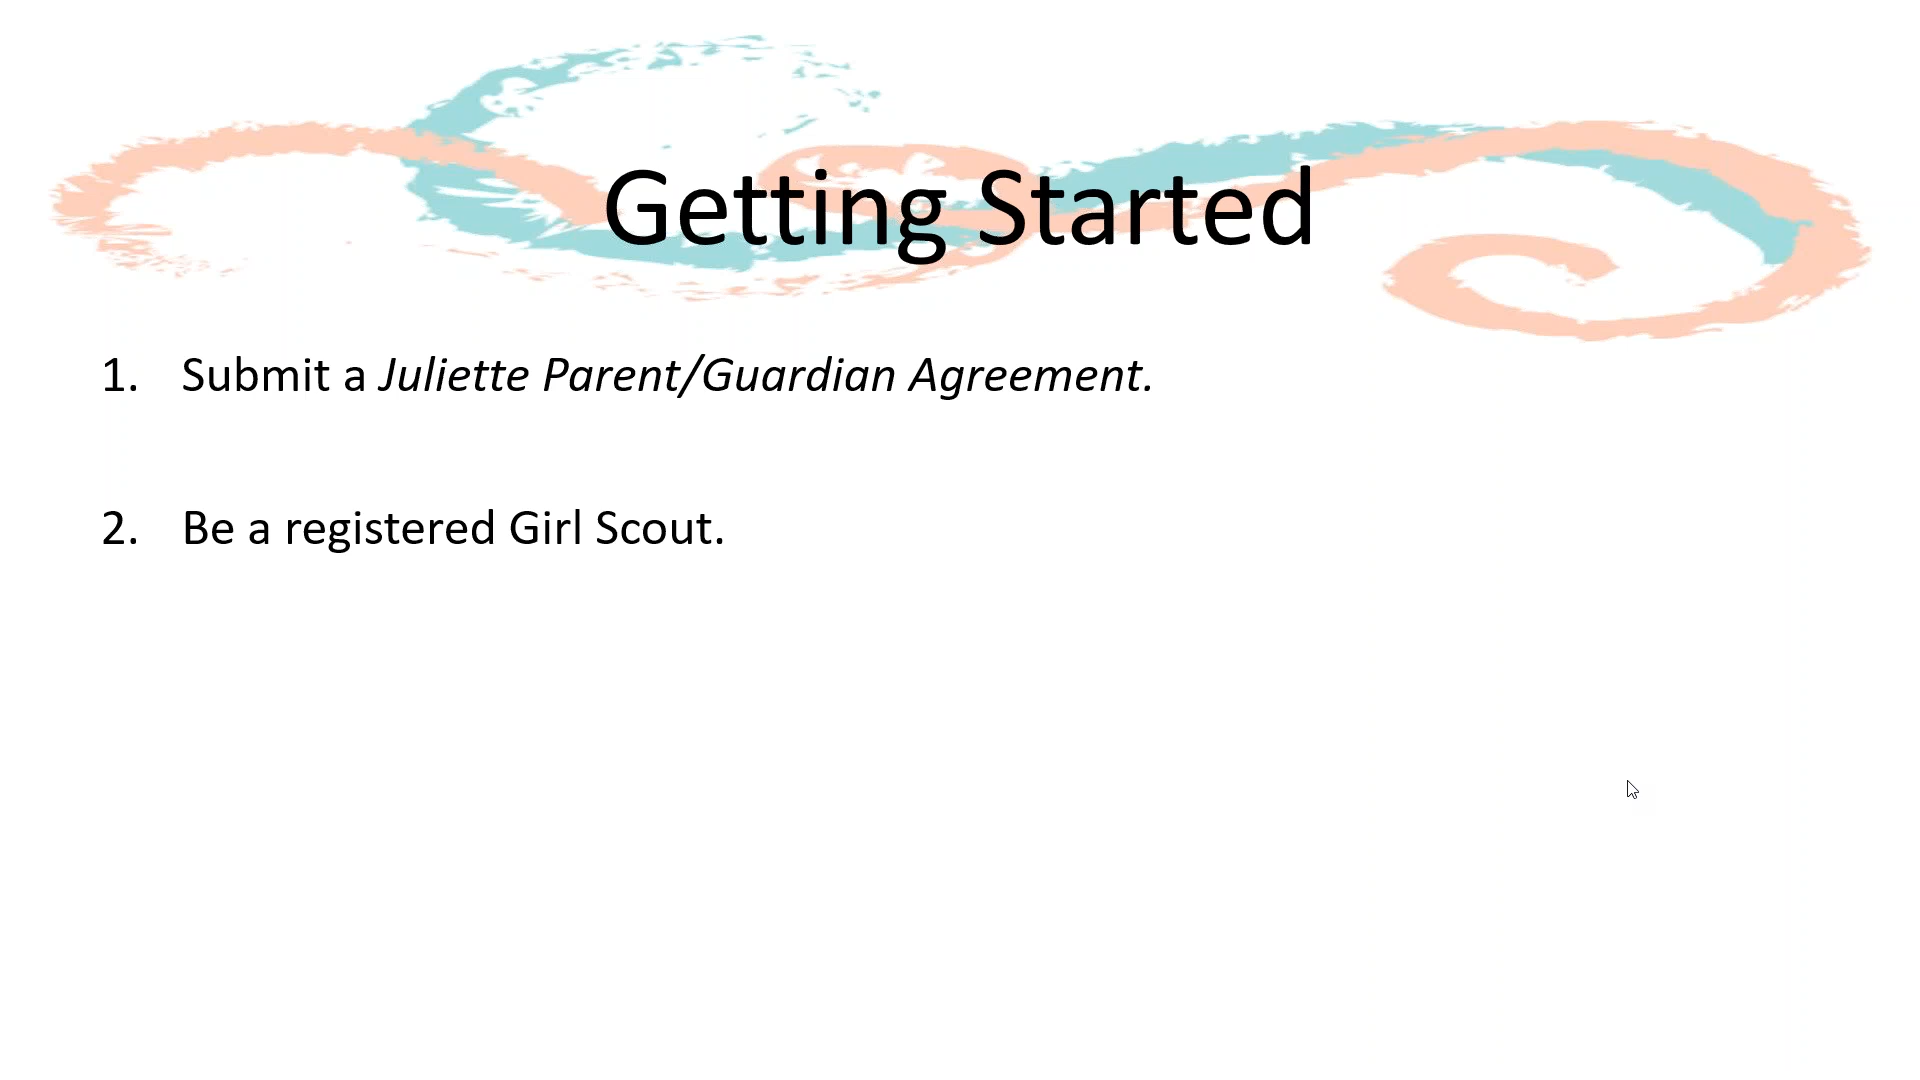 Getting Started
1. Submit a Juliette Parent/Guardian Agreement.
2. Be a registered Girl Scout.